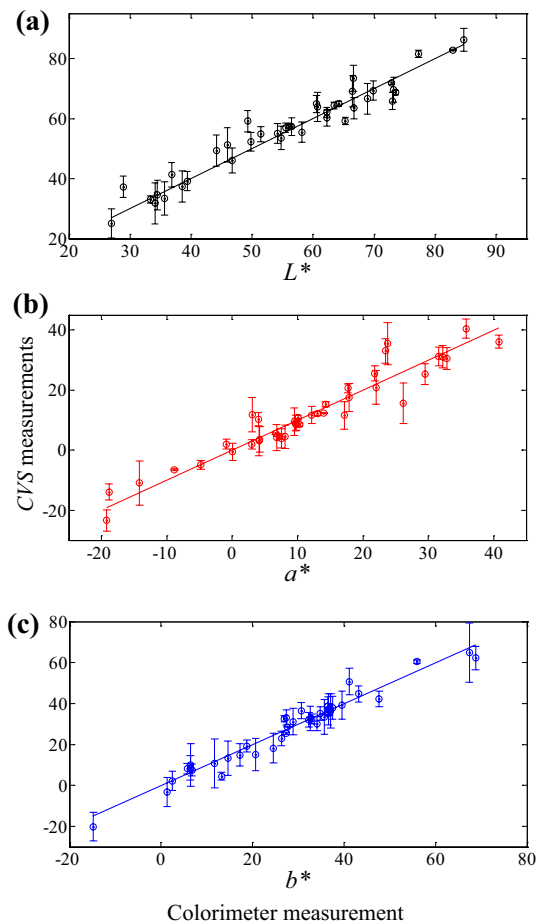 (a)
80
60
40
20
20 30 40 50 60 70 80 90
L*
(b)
40
20
0
-20
-20 -10 0 10 20 30 40
a*
CVS measurements
(c)
80
60
40
20
0
-20
-20 0 20 40 60 80
b*
Colorimeter measurement